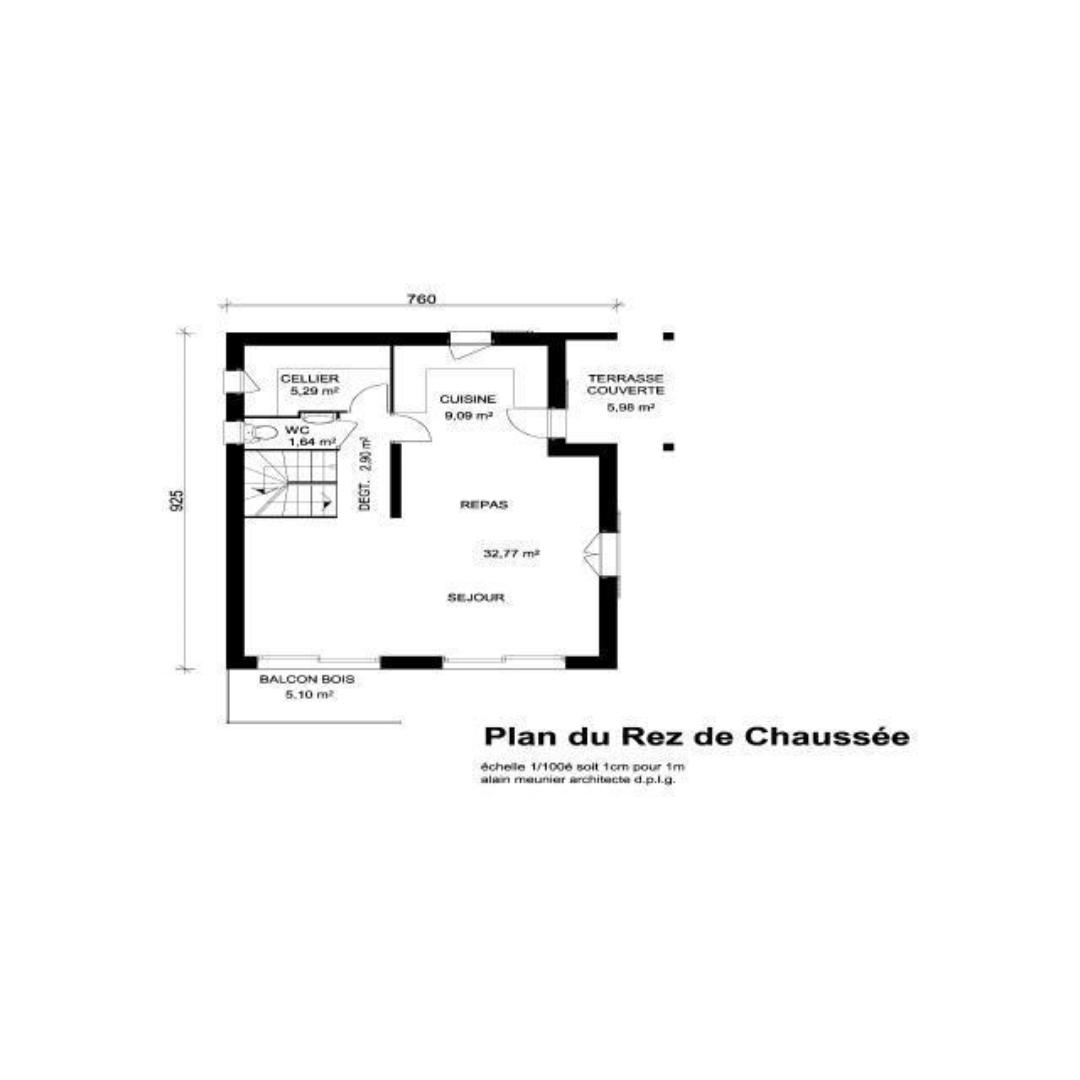 760
925
CELLIER
5,29 m²
WC
1,64 m²
DEGT. 2,90 m²
CUISINE
9,09 m²
TERRASSE
COUVERTE
5,98 m²
REPAS
32,77 m²
SEJOUR
BALCON BOIS
5,10 m²
Plan du Rez de Chaussée
échelle 1/100è soit 1cm pour 1m
alain meunier architecte d.p.l.g.